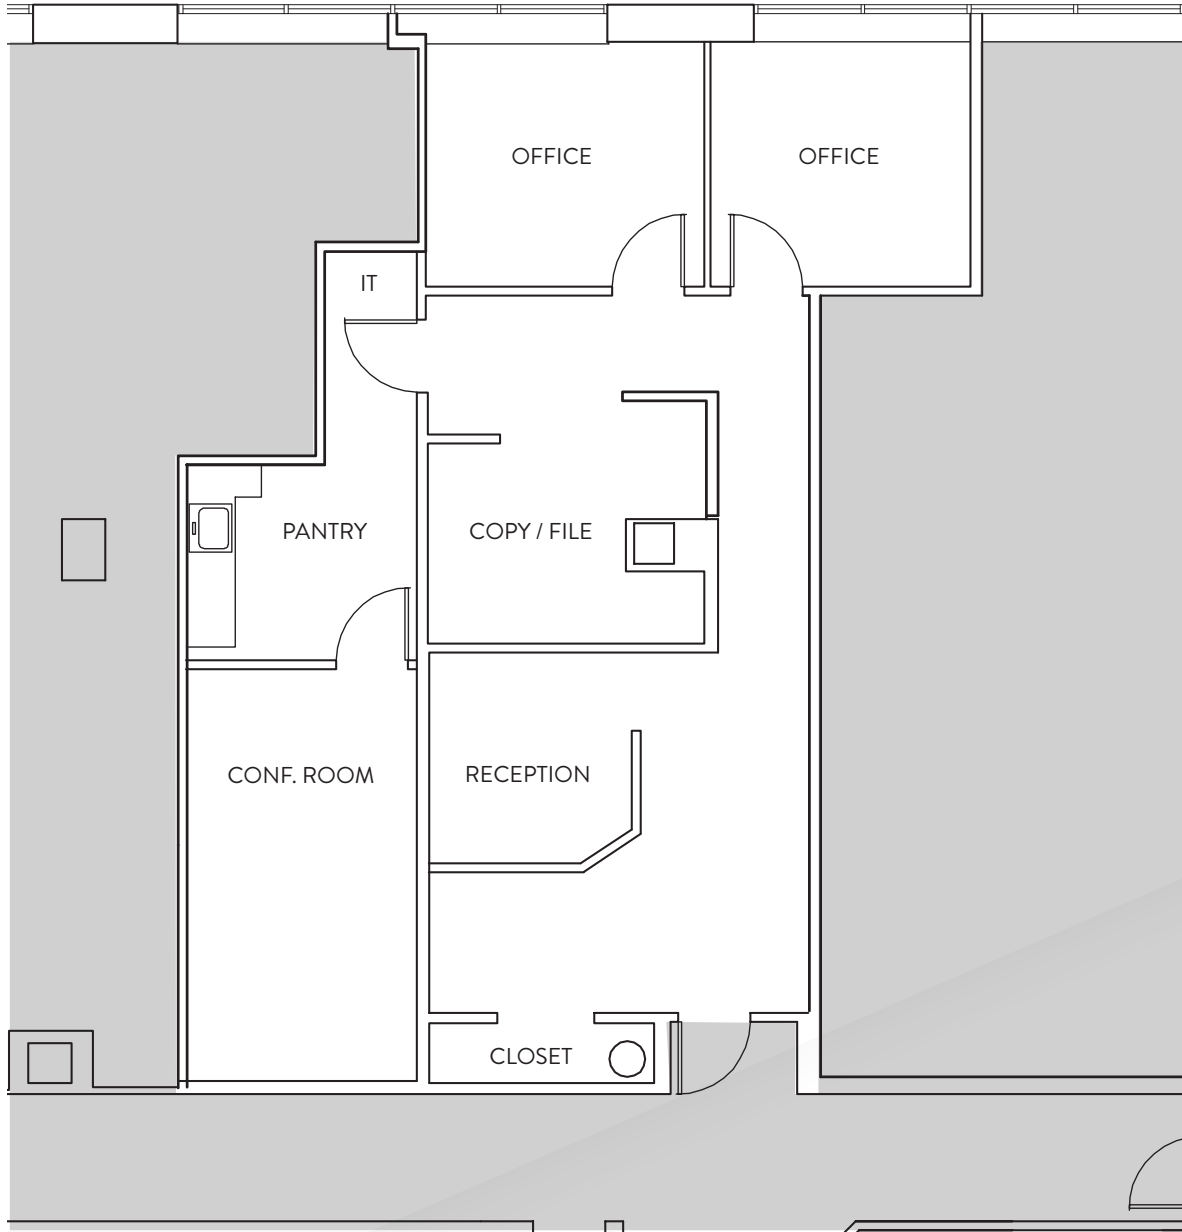 OFFICE
OFFICE
IT
PANTRY
COPY / FILE
CONF. ROOM
RECEPTION
CLOSET